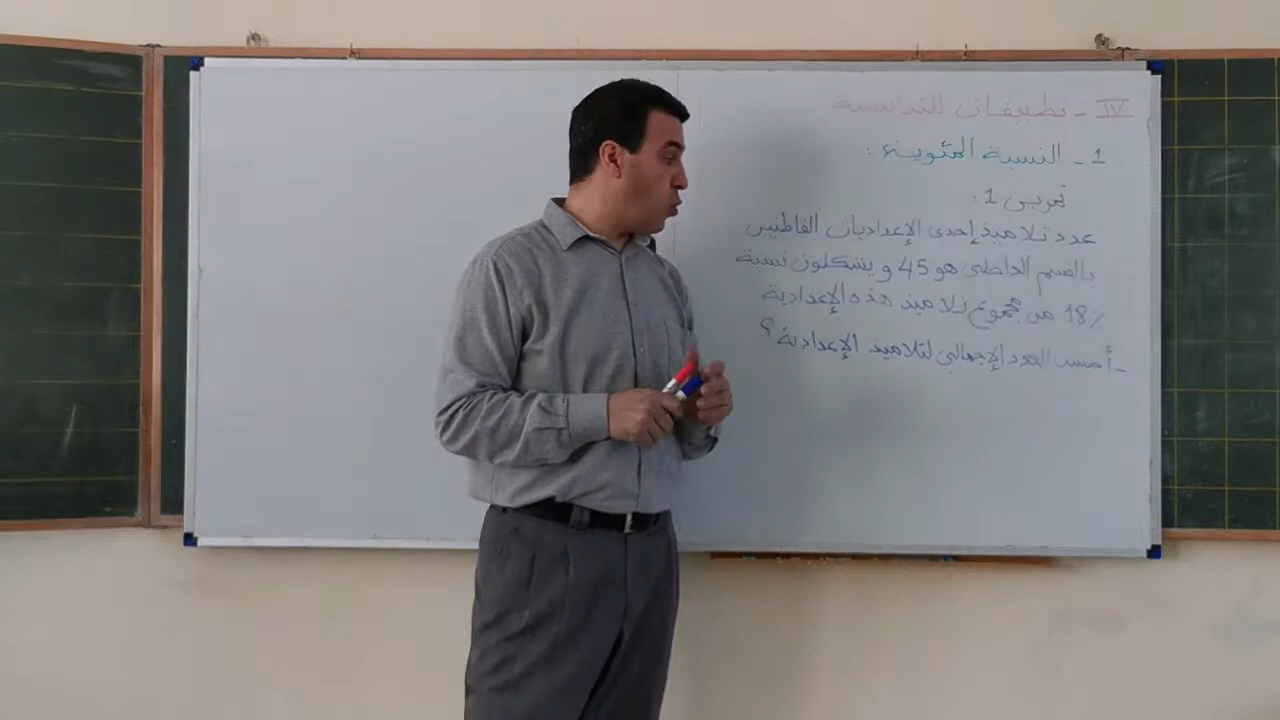 IV - تطبيقات التناسبية
1 - النسبة المئوية :
تمرين 1 :
عدد تلاميذ إحدى الإعداديات القاطنين
بالقسم الداخلي هو 45 و يشكلون نسبة
18% من مجموع تلاميذ هذه الإعدادية
- أحسب العدد الإجمالي لتلاميذ الإعدادية ؟